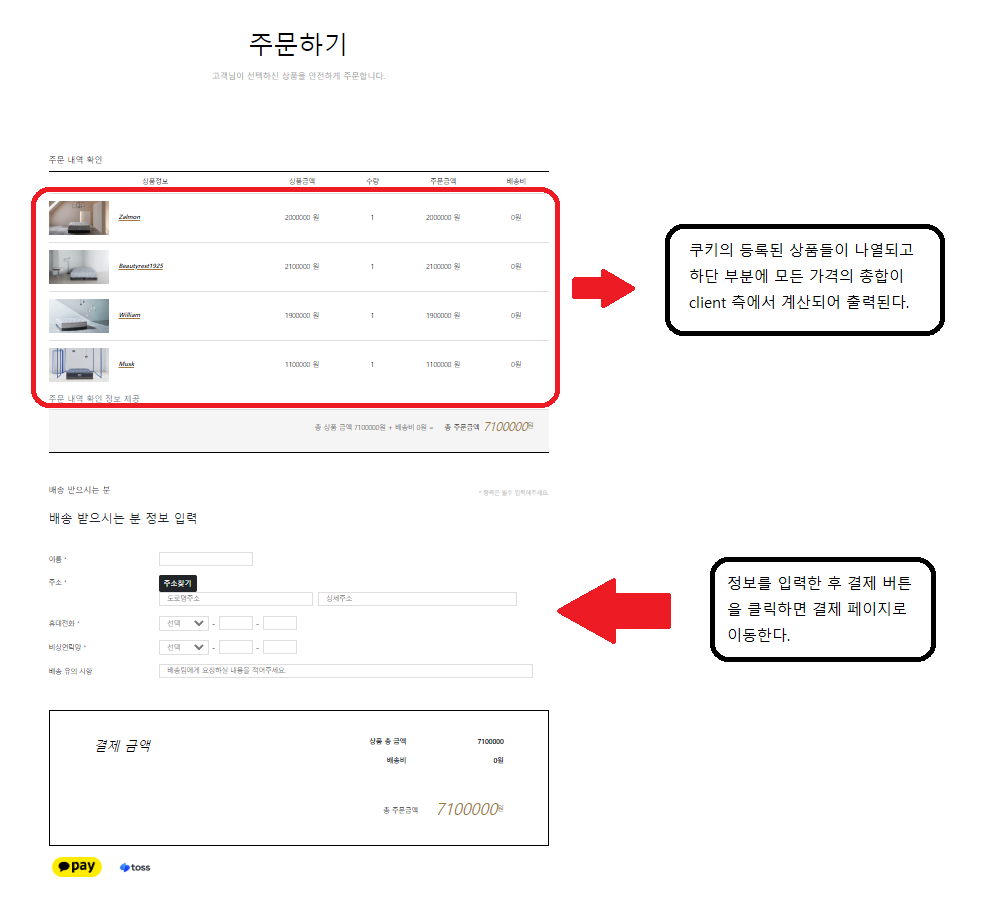 주문하기
고객님이 선택하신 상품을 안전하게 주문합니다.
주문 내역 확인
상품정보 상품금액 수량 주문금액 배송비
Zalmon 2000000 원 1 2000000 원 0원
Beautyrest1925 2100000 원 1 2100000 원 0원
William 1900000 원 1 1900000 원 0원
Musk 1100000 원 1 1100000 원 0원
주문 내역 확인 정보 제공
총 상품 금액 7100000원 + 배송비 0원 = 총 주문금액 7100000원
쿠키의 등록된 상품들이 나열되고
하단 부분에 모든 가격의 종합이
client 측에서 계산되어 출력된다.
배송 받으시는 분
* 항목은 필수 입력해주세요.
배송 받으시는 분 정보 입력
이름 *
주소 * 주소찾기
도로명주소 상세주소
휴대전화 * 선택 - -
비상연락망 * 선택 - -
배송 유의 사항 배송팀에게 요청하실 내용을 적어주세요.
정보를 입력한 후 결제 버튼
을 클릭하면 결제 페이지로
이동한다.
결제 금액
상품 총 금액 7100000
배송비 0원
총 주문금액 7100000원
pay toss